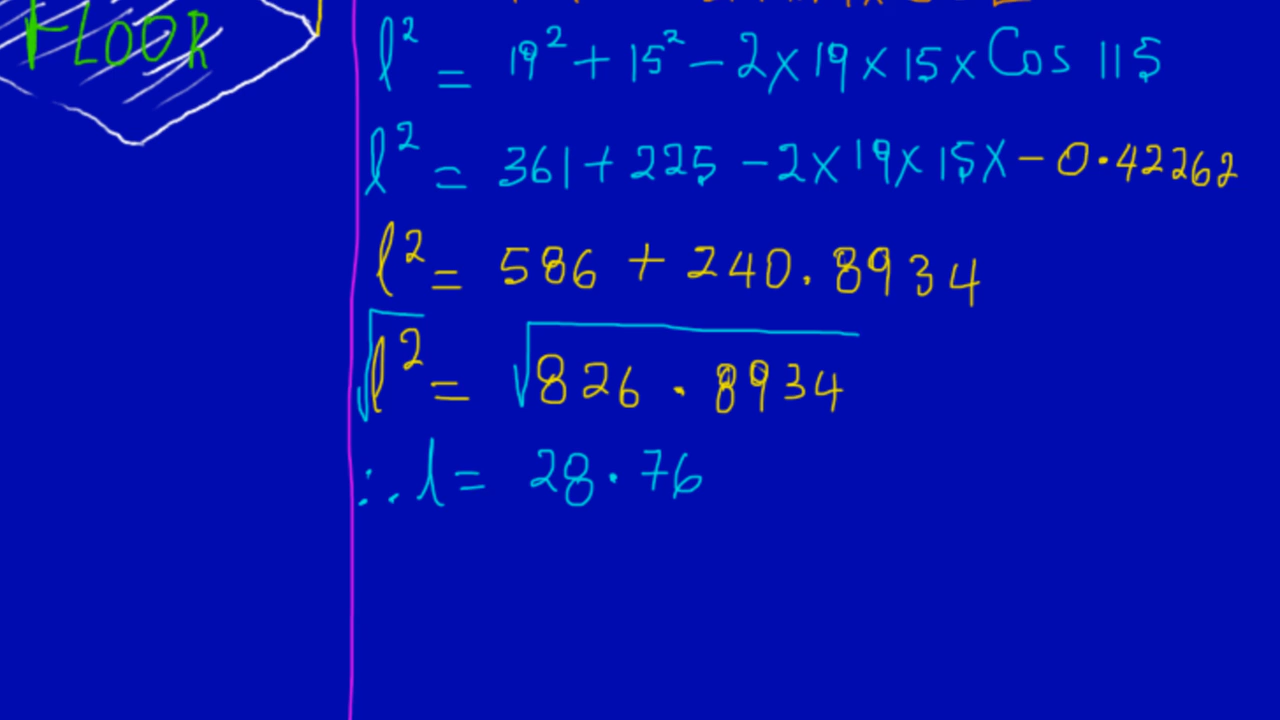 FLOOR
l² = 19² + 15² - 2 × 19 × 15 × Cos 115
l² = 361 + 225 - 2 × 19 × 15 × - 0.42262
l² = 586 + 240.8934
√l² = √826.8934
∴ l = 28.76